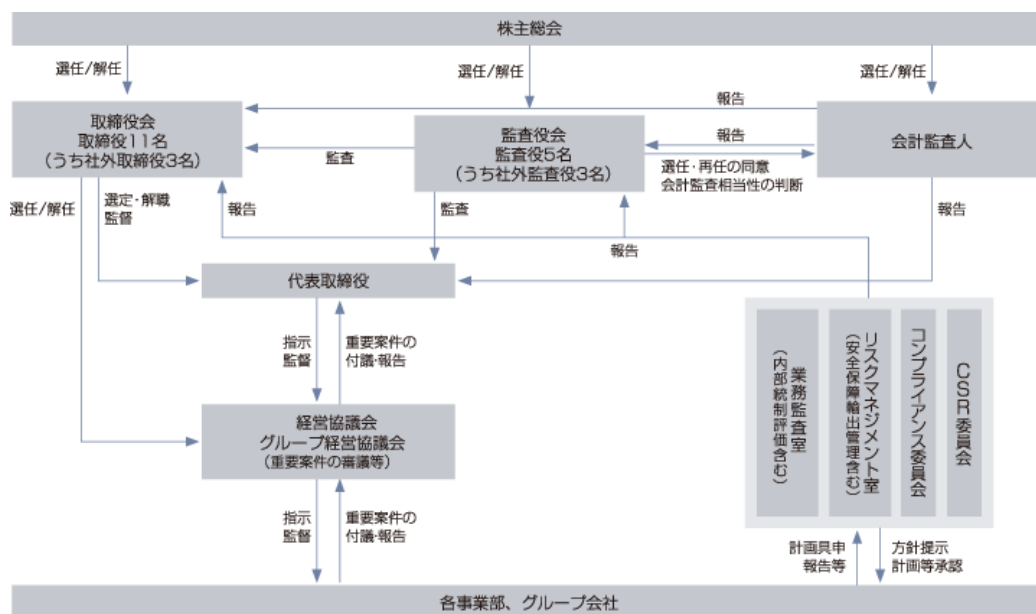 株主総会
選任/解任
選任/解任
選任/解任
取締役会
取締役11名
(うち社外取締役3名)
監査役会
監査役5名
(うち社外監査役3名)
会計監査人
報告
報告
監査
選任・再任の同意
会計監査相当性の判断
選任/解任
選定・解職
監督
報告
監査
報告
報告
代表取締役
指示
監督
重要案件の
付議・報告
経営協議会
グループ経営協議会
(重要案件の審議等)
業務監査室
(内部統制評価含む)
リスクマネジメント室
(安全保障輸出管理含む)
コンプライアンス委員会
CSR委員会
指示
監督
重要案件の
付議・報告
計画具申
報告等
方針提示
計画等承認
各事業部、グループ会社